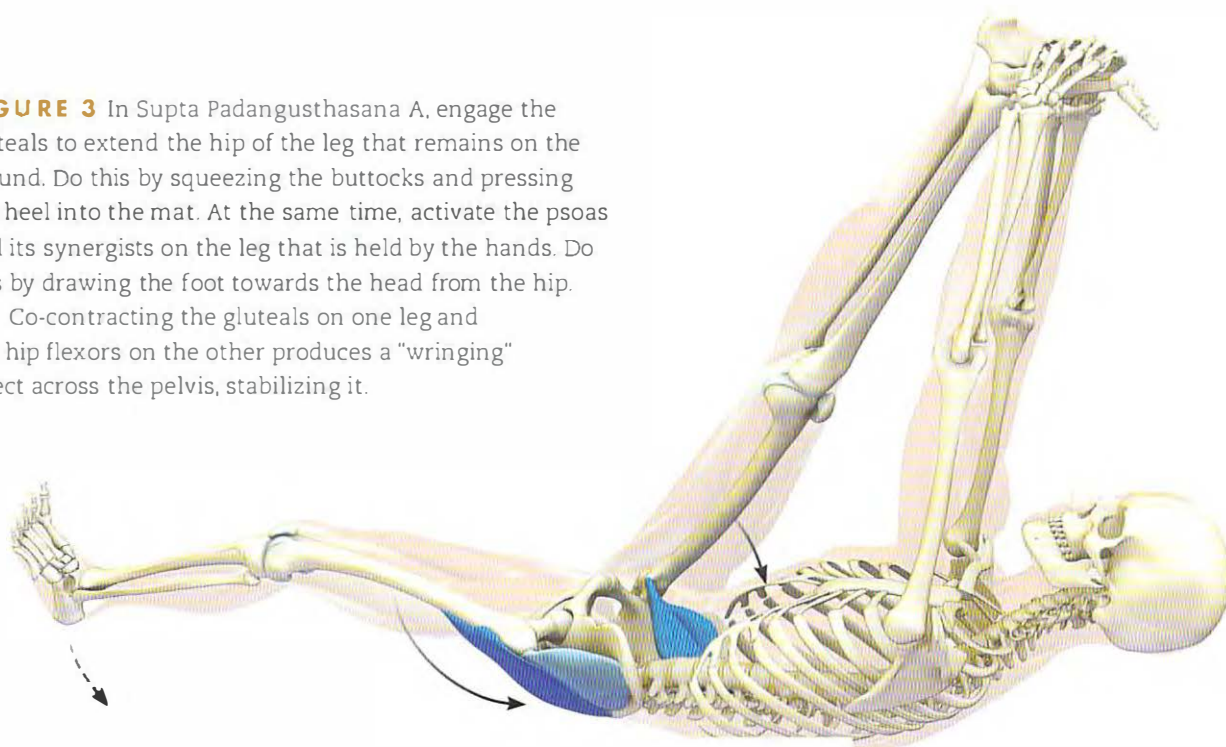 GURE 3 In Supta Padangusthasana A, engage the
teals to extend the hip of the leg that remains on the
und. Do this by squeezing the buttocks and pressing
heel into the mat. At the same time, activate the psoas
its synergists on the leg that is held by the hands. Do
s by drawing the foot towards the head from the hip.
Co-contracting the gluteals on one leg and
hip flexors on the other produces a "wringing"
ect across the pelvis, stabilizing it.